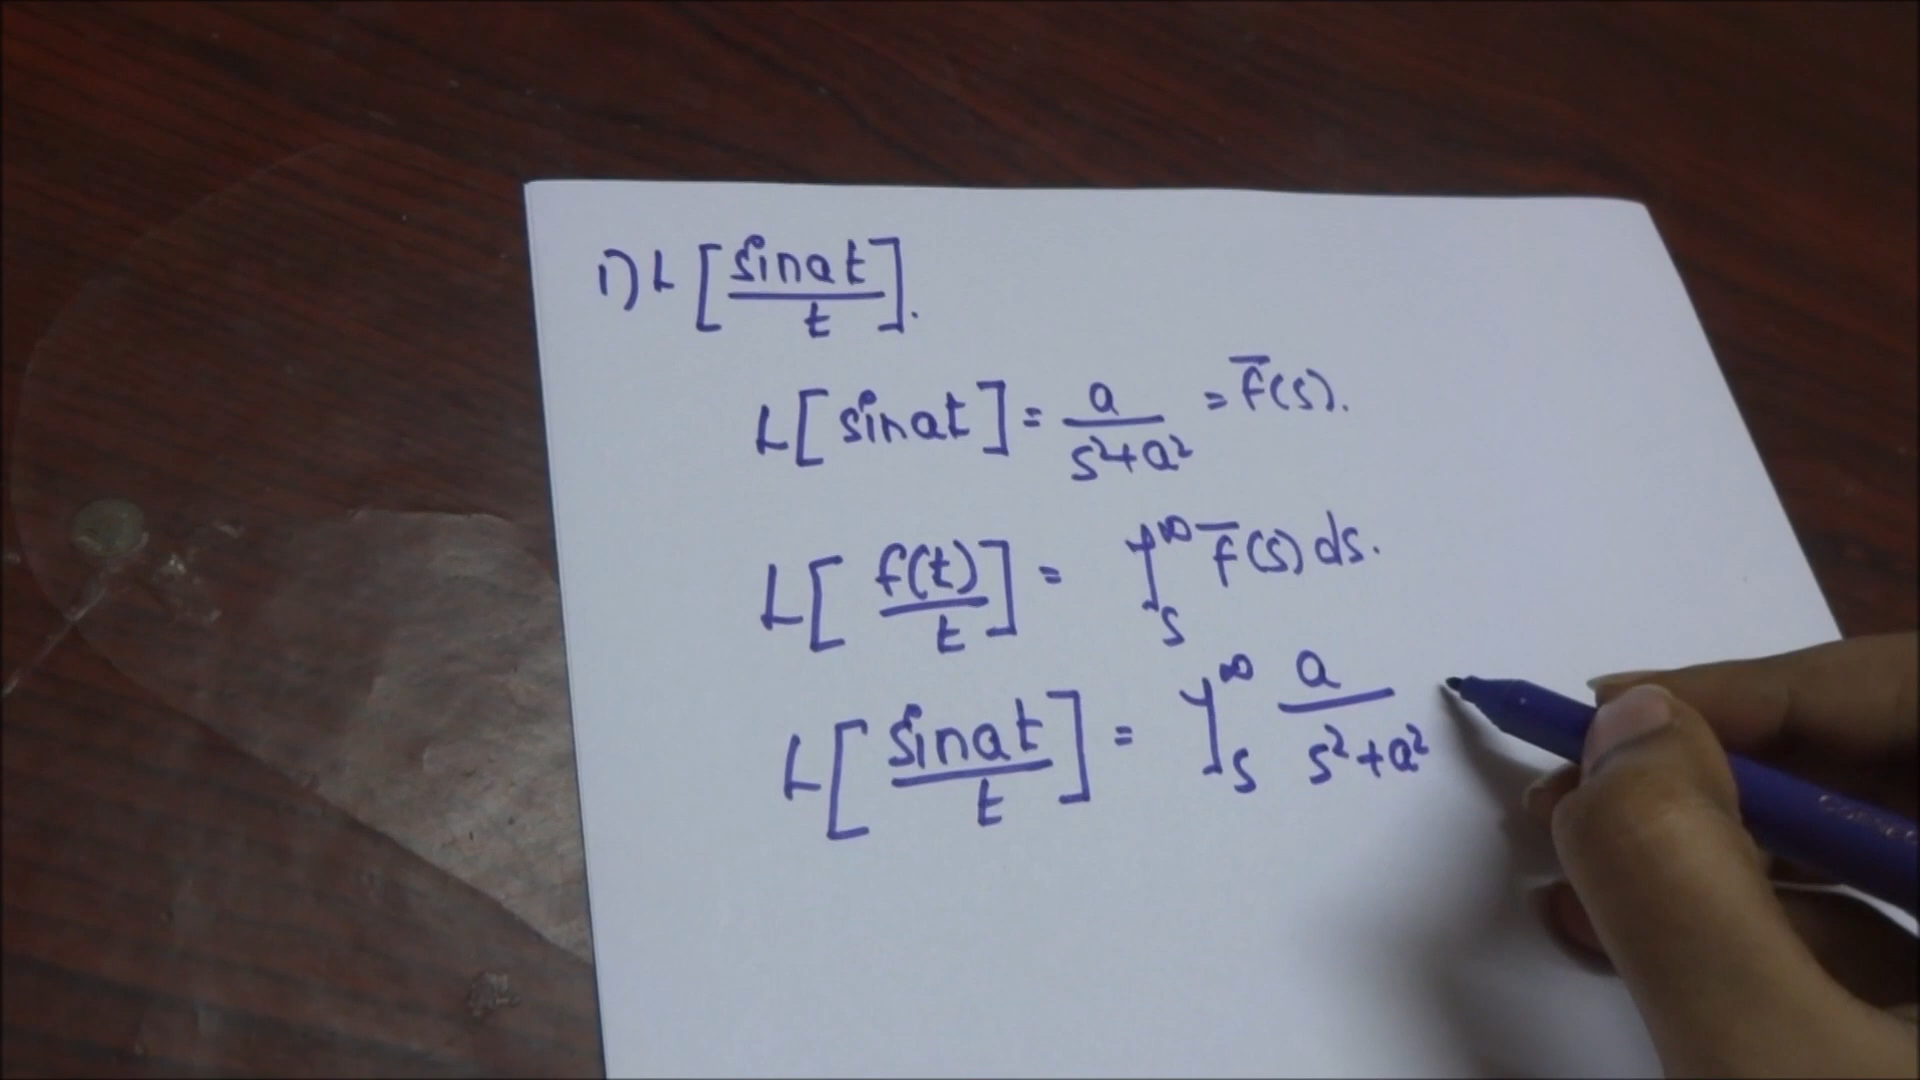 1) L [sinat/t].
L[sinat] = a/s²+a² = f̅(s).
L[f(t)/t] = ∫ₛ^∞ f̅(s) ds.
L[sinat/t] = ∫ₛ^∞ a/s²+a²